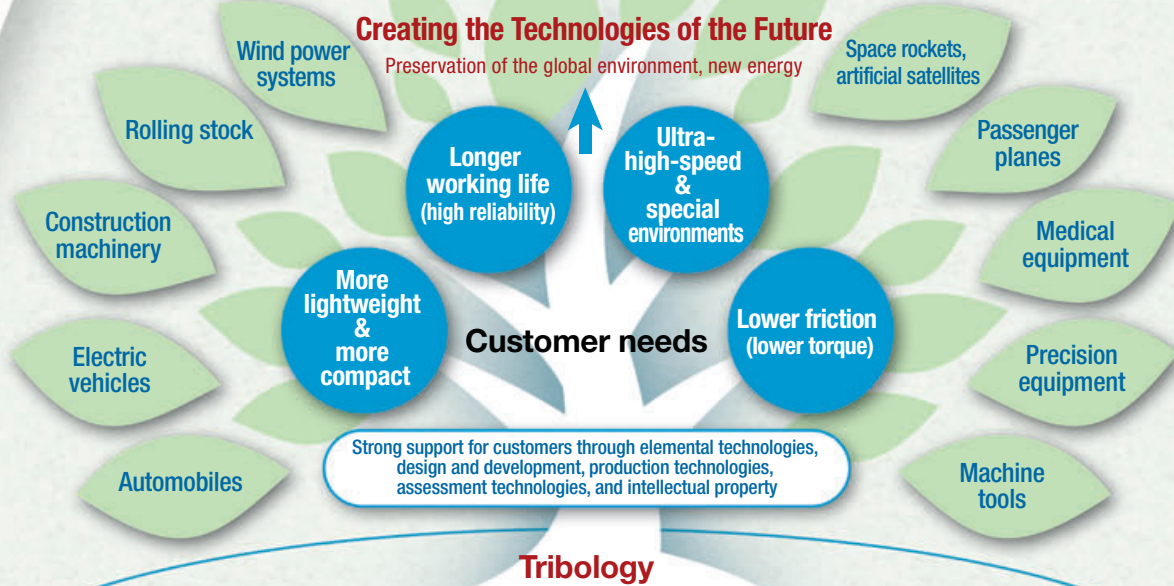 Creating the Technologies of the Future
Preservation of the global environment, new energy
Wind power
systems
Rolling stock
Construction
machinery
Electric
vehicles
Automobiles
Space rockets,
artificial satellites
Passenger
planes
Medical
equipment
Precision
equipment
Machine
tools
Longer
working life
(high reliability)
Ultra-
high-speed
&
special
environments
More
lightweight
&
more
compact
Customer needs
Lower friction
(lower torque)
Strong support for customers through elemental technologies,
design and development, production technologies,
assessment technologies, and intellectual property
Tribology